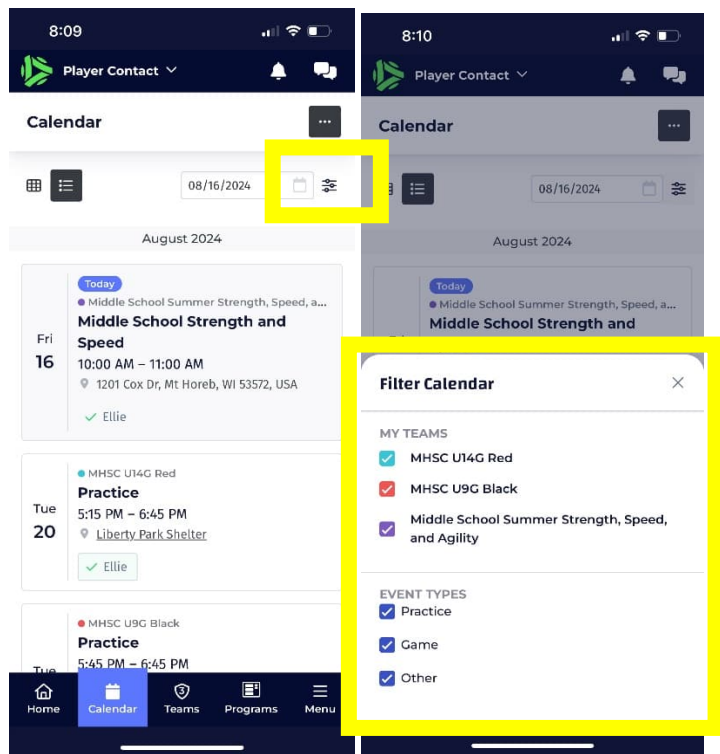 8:09
Player Contact
Calendar
08/16/2024
August 2024
Today
Middle School Summer Strength, Speed, a...
Middle School Strength and
Speed
Fri
16
10:00 AM – 11:00 AM
1201 Cox Dr, Mt Horeb, WI 53572, USA
Ellie
MHSC U14G Red
Practice
Tue
20
5:15 PM – 6:45 PM
Liberty Park Shelter
Ellie
MHSC U9G Black
Practice
Tue
5:45 PM – 6:45 PM
Home
Calendar
3
Teams
Programs
Menu
8:10
Player Contact
Calendar
08/16/2024
August 2024
Today
Middle School Summer Strength, Speed, a...
Middle School Strength and
Filter Calendar
MY TEAMS
MHSC U14G Red
MHSC U9G Black
Middle School Summer Strength, Speed,
and Agility
EVENT TYPES
Practice
Game
Other